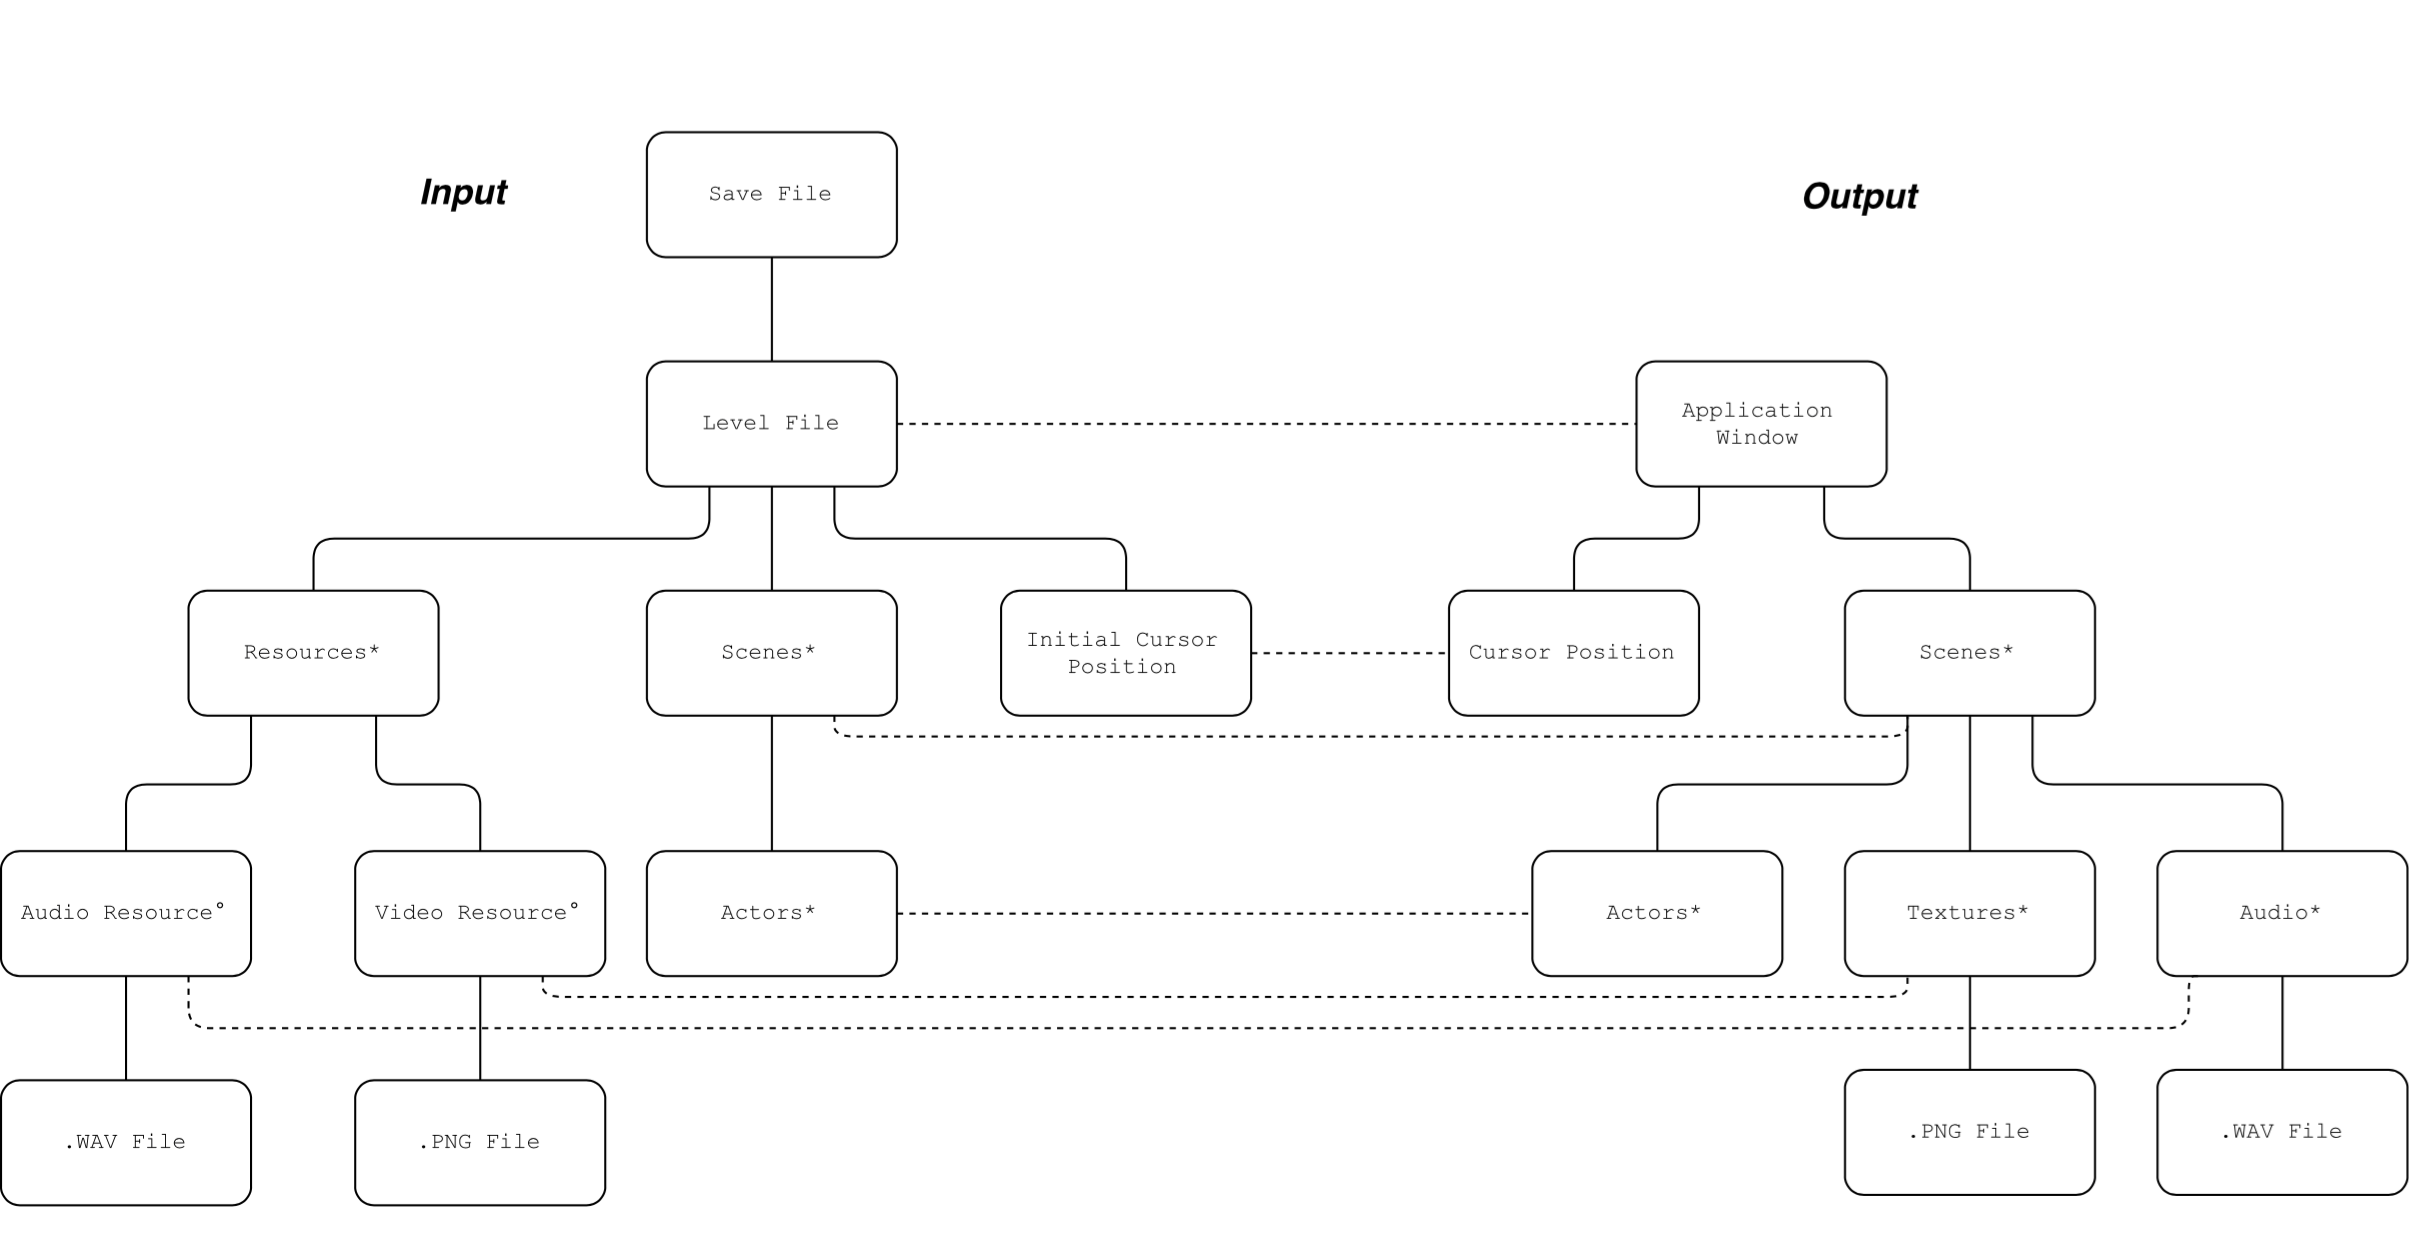 Input
Save File
Output
Level File
Application
Window
Resources*
Scenes*
Initial Cursor
Position
Cursor Position
Scenes*
Audio Resource°
Video Resource°
Actors*
Actors*
Textures*
Audio*
.WAV File
.PNG File
.PNG File
.WAV File